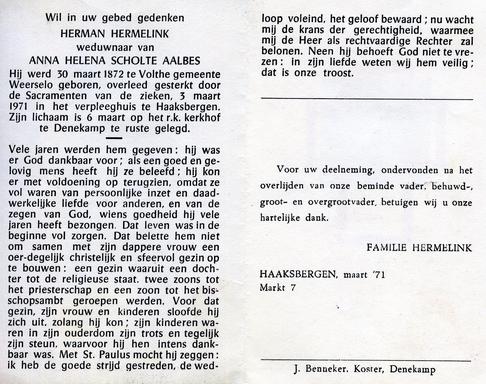 Wil in uw gebed gedenken
HERMAN HERMELINK
weduwnaar van
ANNA HELENA SCHOLTE AALBES
Hij werd 30 maart 1872 te Volthe gemeente
Weerselo geboren, overleed gesterkt door
de Sacramenten van de zieken, 3 maart
1971 in het verpleeghuis te Haaksbergen.
Zijn lichaam is 6 maart op het r.k. kerkhof
te Denekamp te ruste gelegd.
Vele jaren werden hem gegeven: hij was
er God dankbaar voor; als een goed en ge-
lovig mens heeft hij ze beleefd; hij kon
er met voldoening op terugzien, omdat ze
vol waren van persoonlijke inzet en daad-
werkelijke liefde voor anderen, en van de
zegen van God, wiens goedheid hij vele
jaren heeft bezongen. Dat leven was in de
beginne vol zorgen. Dat belette hem niet
om samen met zijn dappere vrouw een
oer-degelijk christelijk en sfeervol gezin op
te bouwen: een gezin waaruit een doch-
ter tot de religieuse staat, twee zoons tot
het priesterschap en een zoon tot het bis-
schopsambt geroepen werden. Voor dat
gezin, zijn vrouw en kinderen sloofde hij
zich uit, zolang hij kon; zijn kinderen wa-
ren in zijn ouderdom zijn trots en tegelijk
zijn steun, waarvoor hij hen intens dank-
baar was. Met St. Paulus mocht hij zeggen:
ik heb de goede strijd gestreden, de wed-
loop voleind, het geloof bewaard; nu wacht
mij de krans der gerechtigheid, waarmee
mij de Heer als rechtvaardige Rechter zal
belonen. Neen hij behoeft God niet te vre-
zen: in zijn liefde weten wij hem veilig;
dat is onze troost.
Voor uw deelneming, ondervonden na het
overlijden van onze beminde vader, behuwd-,
groot- en overgrootvader, betuigen wij u onze
hartelijke dank.
FAMILIE HERMELINK
HAAKSBERGEN, maart '71
Markt 7
J. Benneker, Koster, Denekamp